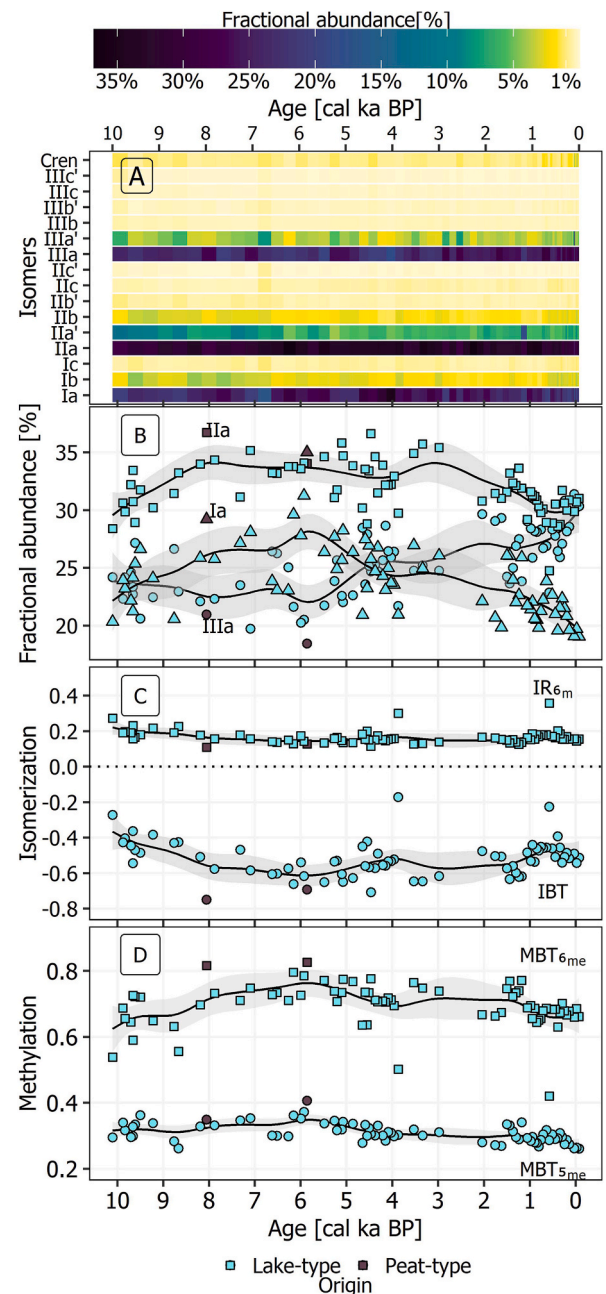 Fractional abundance[%]
35% 30% 25% 20% 15% 10% 5% 1%
Age [cal ka BP]
10 9 8 7 6 5 4 3 2 1 0
A
Isomers
Cren
IIIc'
IIIc
IIIb'
IIIb
IIIa'
IIIa
IIc'
IIc
IIb'
IIb
IIa'
IIa
Ic
Ib
Ia
B
Fractional abundance [%]
35
30
25
20
IIa
Ia
IIIa
C
Isomerization
0.4
0.2
0.0
-0.2
-0.4
-0.6
-0.8
IR6m
IBT
D
Methylation
0.8
0.6
0.4
0.2
MBT6me
MBT5me
10 9 8 7 6 5 4 3 2 1 0
Age [cal ka BP]
Lake-type Peat-type
Origin